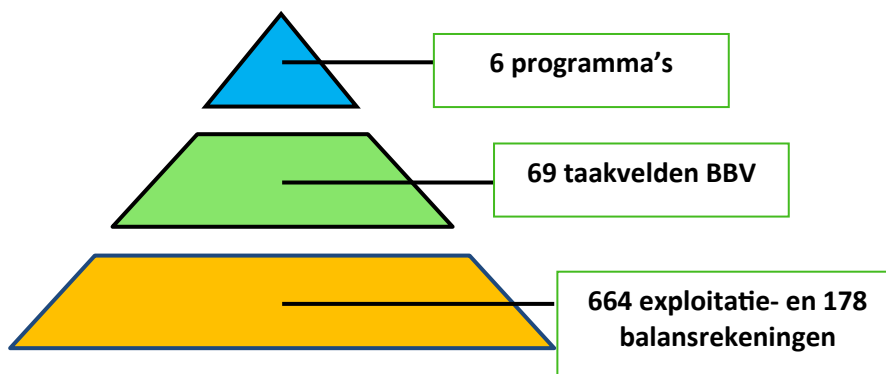 6 programma’s
69 taakvelden BBV
664 exploitatie- en 178
balansrekeningen